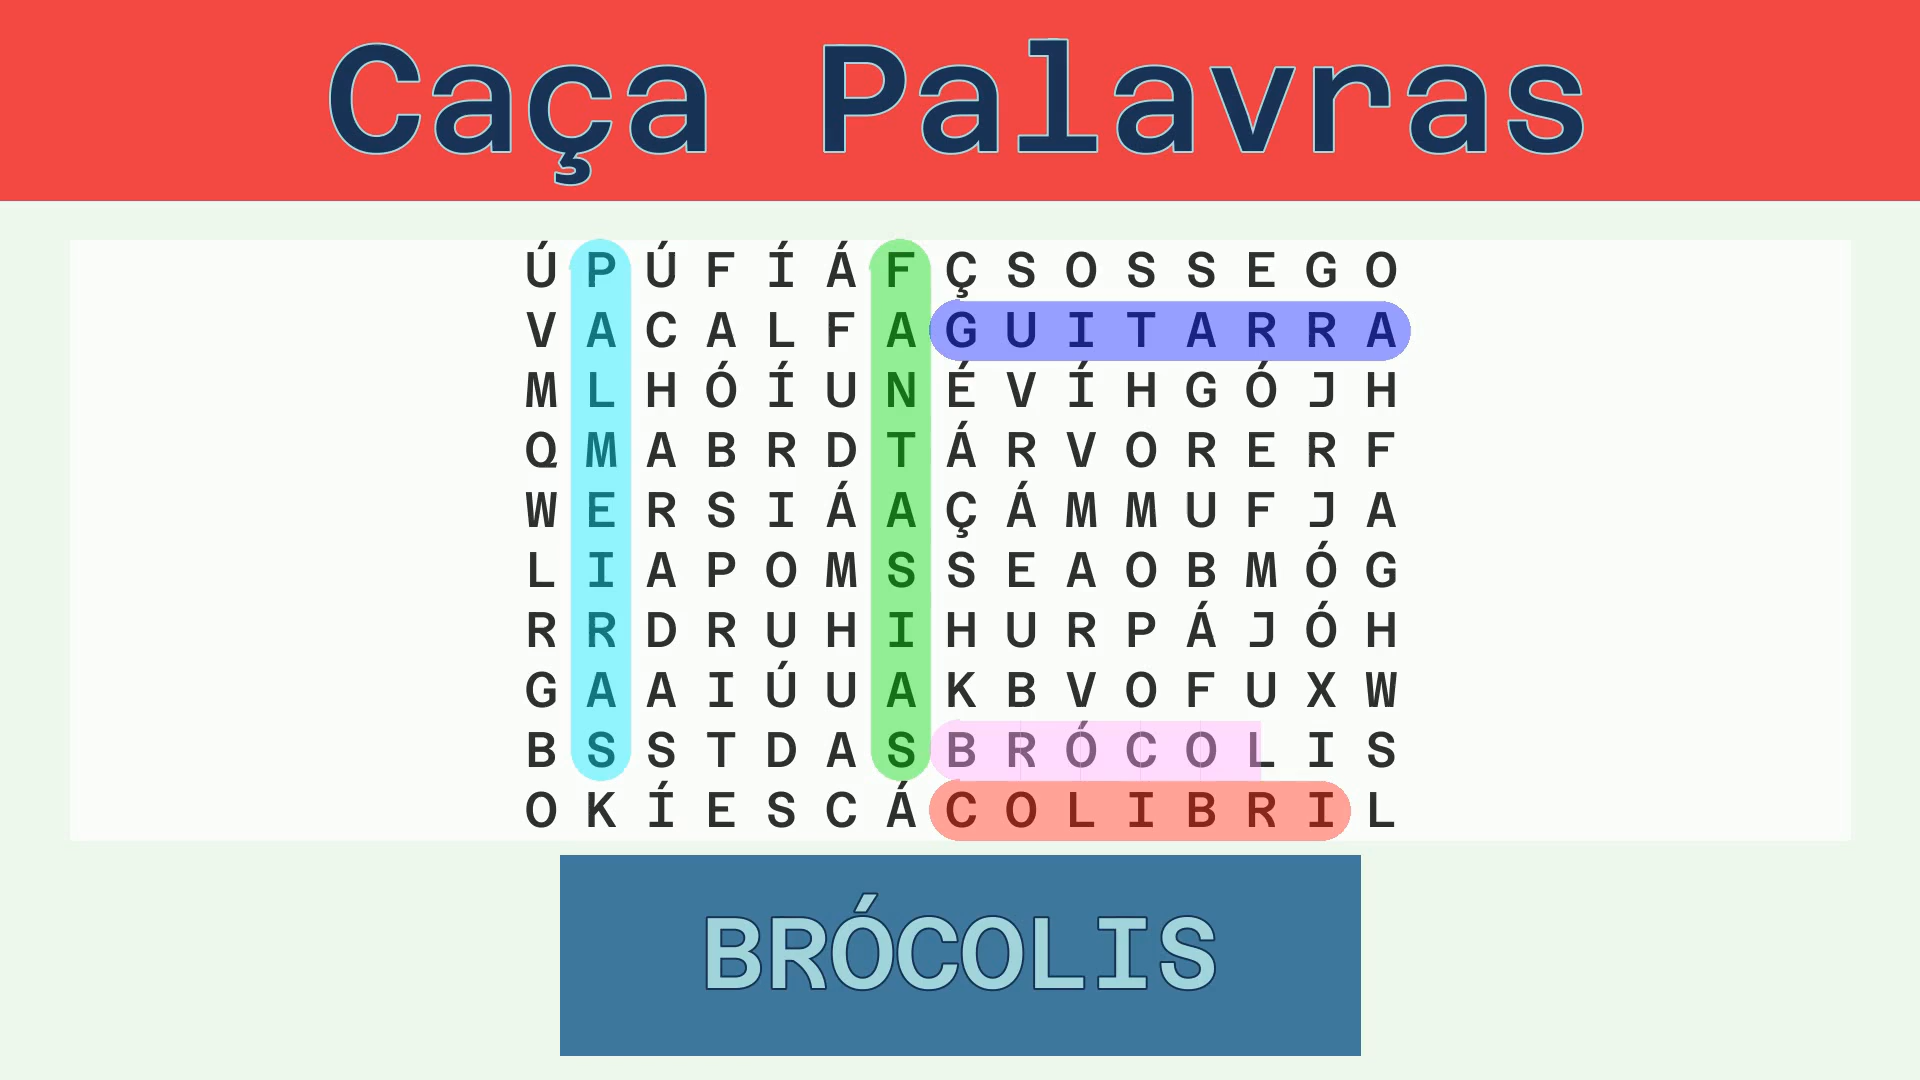 Caça Palavras
Ú P Ú F Í Á F Ç S O S S E G O
V A C A L F A G U I T A R R A
M L H Ó Í U N É V Í H G Ó J H
Q M A B R D T Á R V O R E R F
W E R S I Á A Ç Á M M U F J A
L I A P O M S S E A O B M Ó G
R R D R U H I H U R P Á J Ó H
G A A I Ú U A K B V O F U X W
B S S T D A S B R Ó C O L I S
O K Í E S C Á C O L I B R I L
BRÓCOLIS